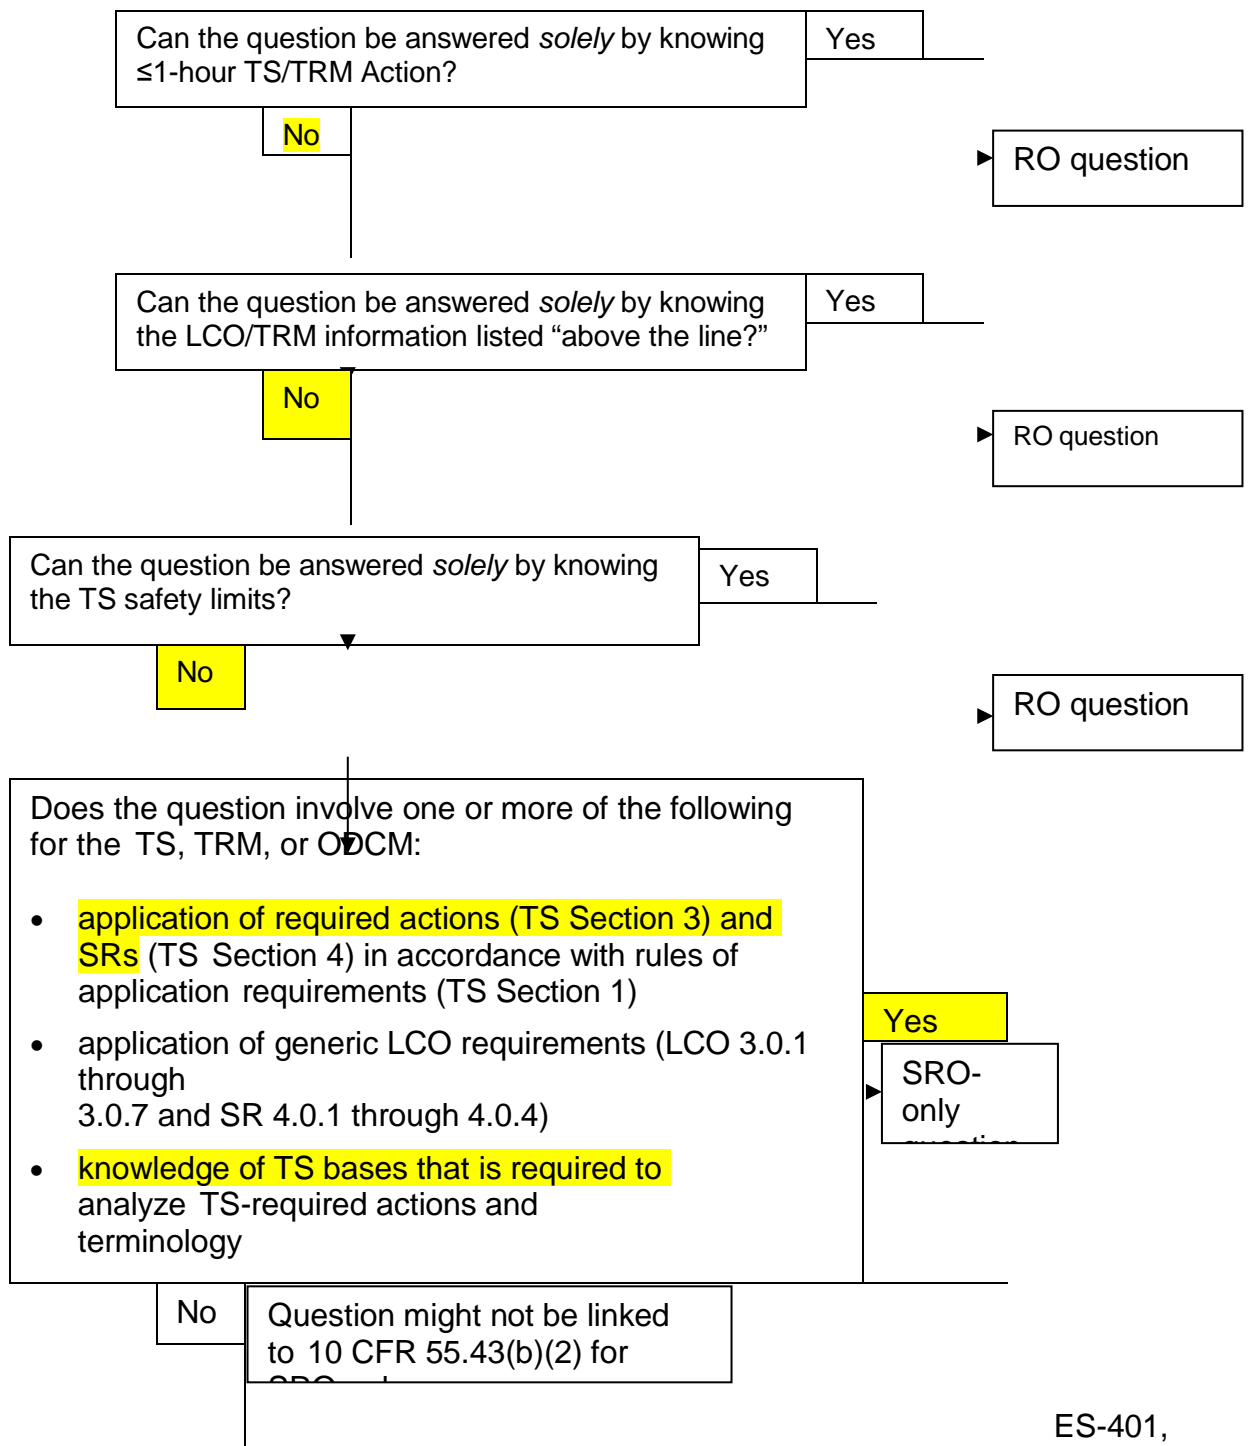 Can the question be answered solely by knowing
≤1-hour TS/TRM Action?
Yes
No
RO question
Can the question be answered solely by knowing
the LCO/TRM information listed “above the line?”
Yes
No
RO question
Can the question be answered solely by knowing
the TS safety limits?
Yes
No
RO question
Does the question involve one or more of the following
for the TS, TRM, or ODCM:
• application of required actions (TS Section 3) and
SRs (TS Section 4) in accordance with rules of
application requirements (TS Section 1)
• application of generic LCO requirements (LCO 3.0.1
through
3.0.7 and SR 4.0.1 through 4.0.4)
• knowledge of TS bases that is required to
analyze TS-required actions and
terminology
Yes
SRO-
only
question
No
Question might not be linked
to 10 CFR 55.43(b)(2) for
ES-401,